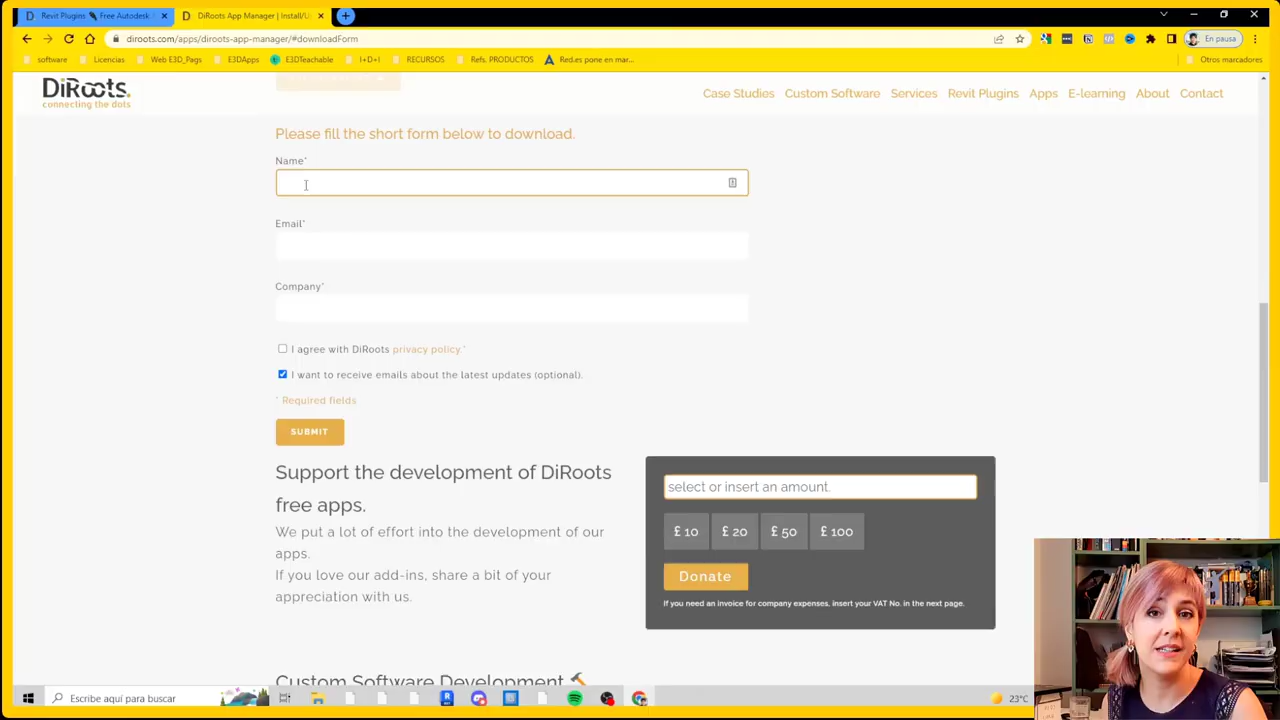 Revit Plugins
Free Autodesk
DiRoots App Manager | Install/U
diroots.com/apps/diroots-app-manager/#downloadForm
En pausa
software
Licencias
Web E3D_Pags
E3DApps
E3DTeachable
I+D+I
RECURSOS
Refs. PRODUCTOS
Red.es pone en mar...
Otros marcadores
DiRoots.
connecting the dots
Case Studies
Custom Software
Services
Revit Plugins
Apps
E-learning
About
Contact
Please fill the short form below to download.
Name*
Email*
Company*
I agree with DiRoots privacy policy.*
I want to receive emails about the latest updates (optional).
* Required fields
SUBMIT
Support the development of DiRoots
free apps.
We put a lot of effort into the development of our
apps.
If you love our add-ins, share a bit of your
appreciation with us.
select or insert an amount.
£ 10
£ 20
£ 50
£ 100
Donate
If you need an invoice for company expenses, insert your VAT No. in the next page.
Custom Software Development
Escribe aquí para buscar
23°C